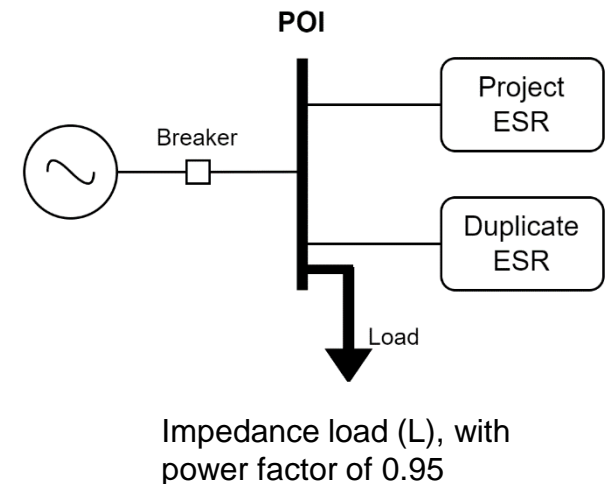 POI
Breaker
Project
ESR
Duplicate
ESR
Load
Impedance load (L), with
power factor of 0.95